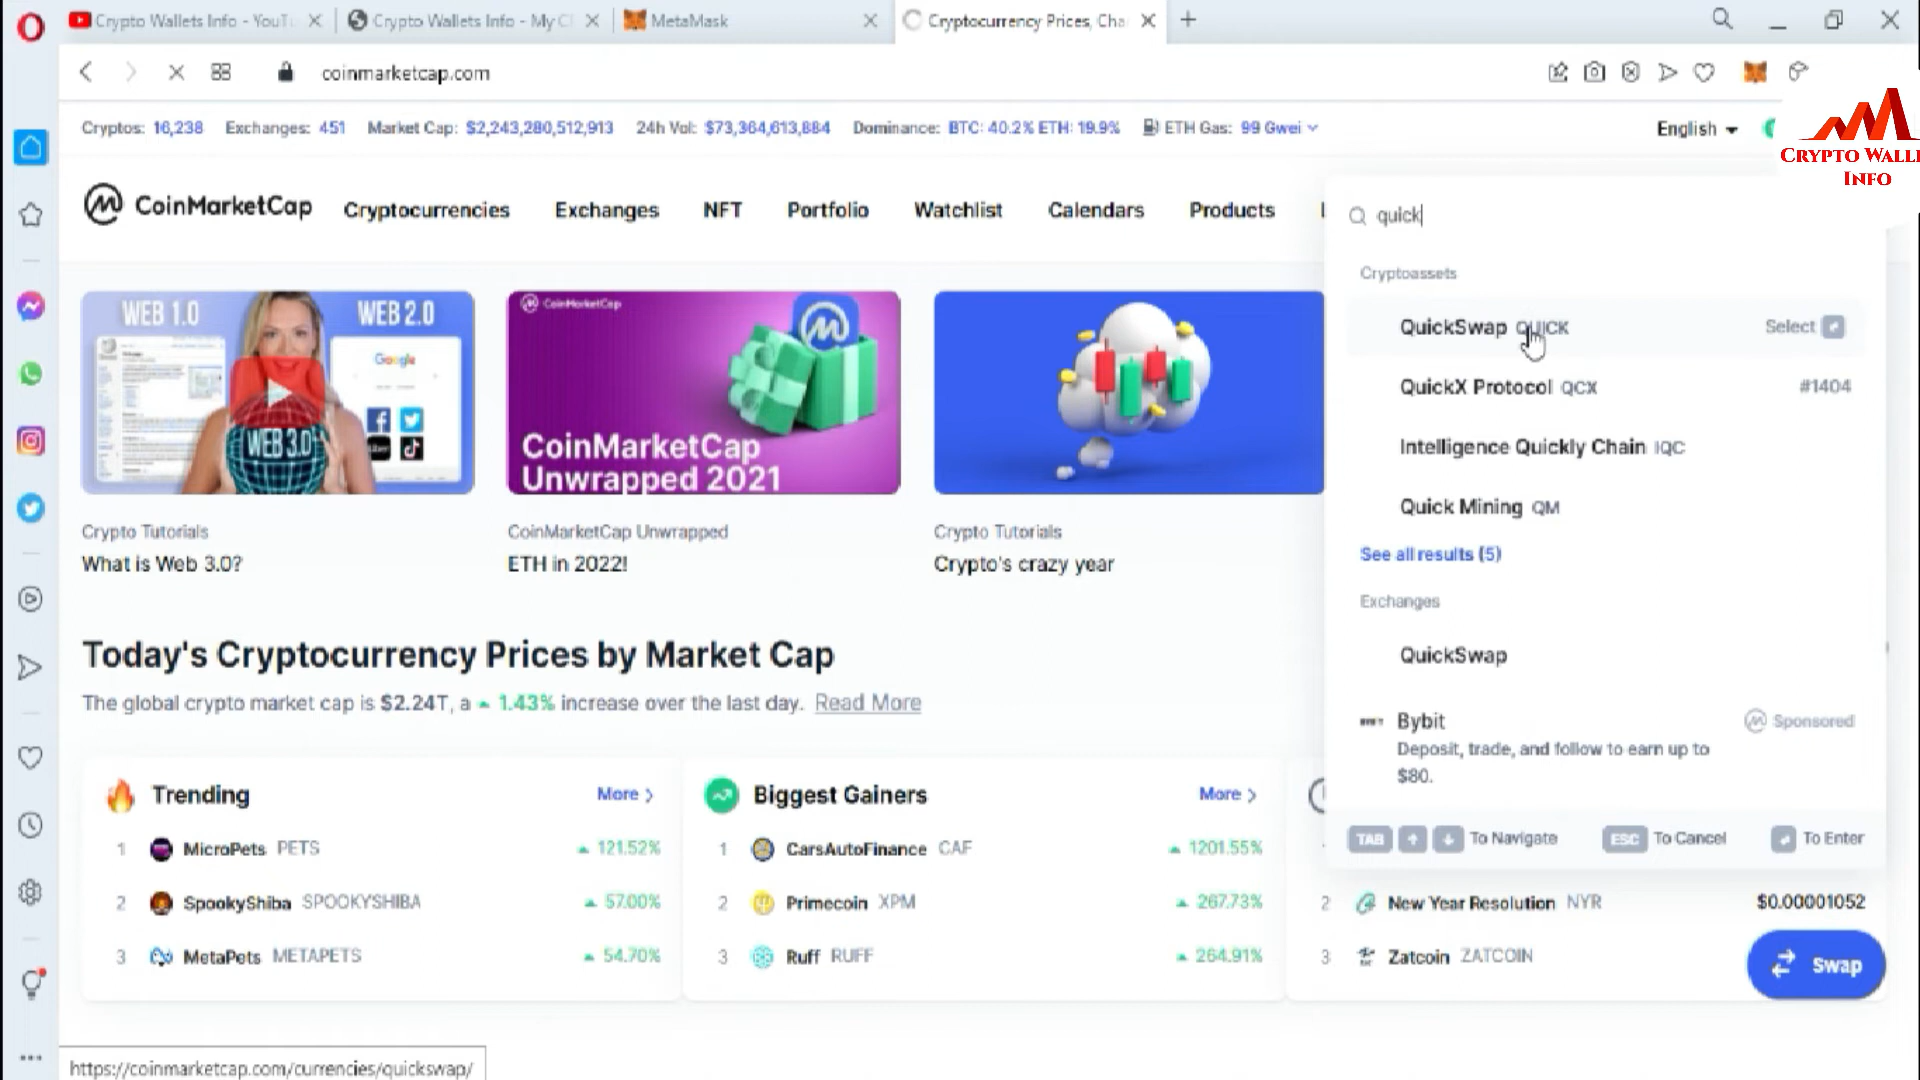 Crypto Wallets Info - YouTu
Crypto Wallets Info - My C
MetaMask
Cryptocurrency Prices, Cha
coinmarketcap.com
Cryptos: 16,238 Exchanges: 451 Market Cap: $2,243,280,512,913 24h Vol: $73,364,613,884 Dominance: BTC: 40.2% ETH: 19.9% ETH Gas: 99 Gwei
English
CRYPTO WALLE
INFO
CoinMarketCap
Cryptocurrencies Exchanges NFT Portfolio Watchlist Calendars Products
quick
Cryptoassets
QuickSwap QUICK Select
QuickX Protocol QCX #1404
Intelligence Quickly Chain IQC
Quick Mining QM
See all results (5)
Exchanges
QuickSwap
Bybit Sponsored
Deposit, trade, and follow to earn up to
$80.
TAB To Navigate ESC To Cancel To Enter
WEB 1.0 WEB 2.0
Google
WEB 3.0
CoinMarketCap
CoinMarketCap
Unwrapped 2021
Crypto Tutorials
What is Web 3.0?
CoinMarketCap Unwrapped
ETH in 2022!
Crypto Tutorials
Crypto's crazy year
Today's Cryptocurrency Prices by Market Cap
The global crypto market cap is $2.24T, a 1.43% increase over the last day. Read More
Trending More
1 MicroPets PETS 121.52%
2 SpookyShiba SPOOKYSHIBA 57.00%
3 MetaPets METAPETS 54.70%
Biggest Gainers More
1 CarsAutoFinance CAF 1201.55%
2 Primecoin XPM 267.73%
3 Ruff RUFF 264.91%
2 New Year Resolution NYR $0.00001052
3 Zatcoin ZATCOIN
Swap
https://coinmarketcap.com/currencies/quickswap/